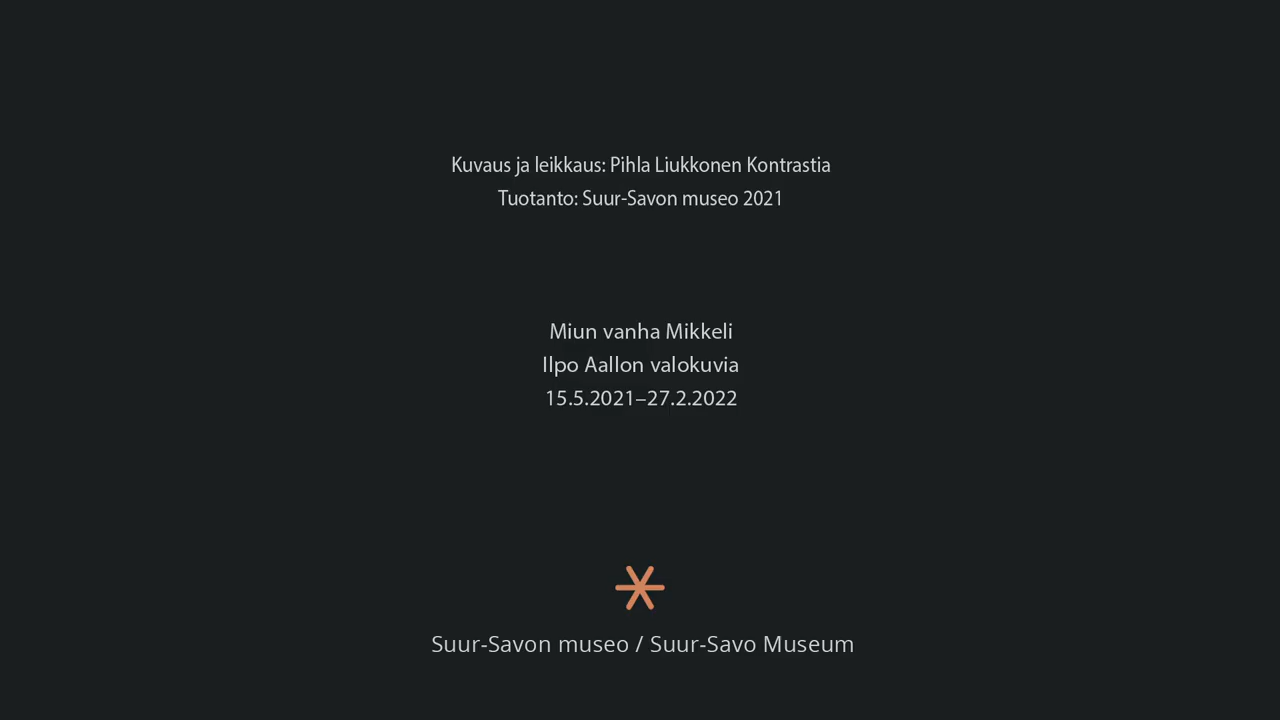 Kuvaus ja leikkaus: Pihla Liukkonen Kontrastia
Tuotanto: Suur-Savon museo 2021
Miun vanha Mikkeli
Ilpo Aallon valokuvia
15.5.2021–27.2.2022
Suur-Savon museo / Suur-Savo Museum